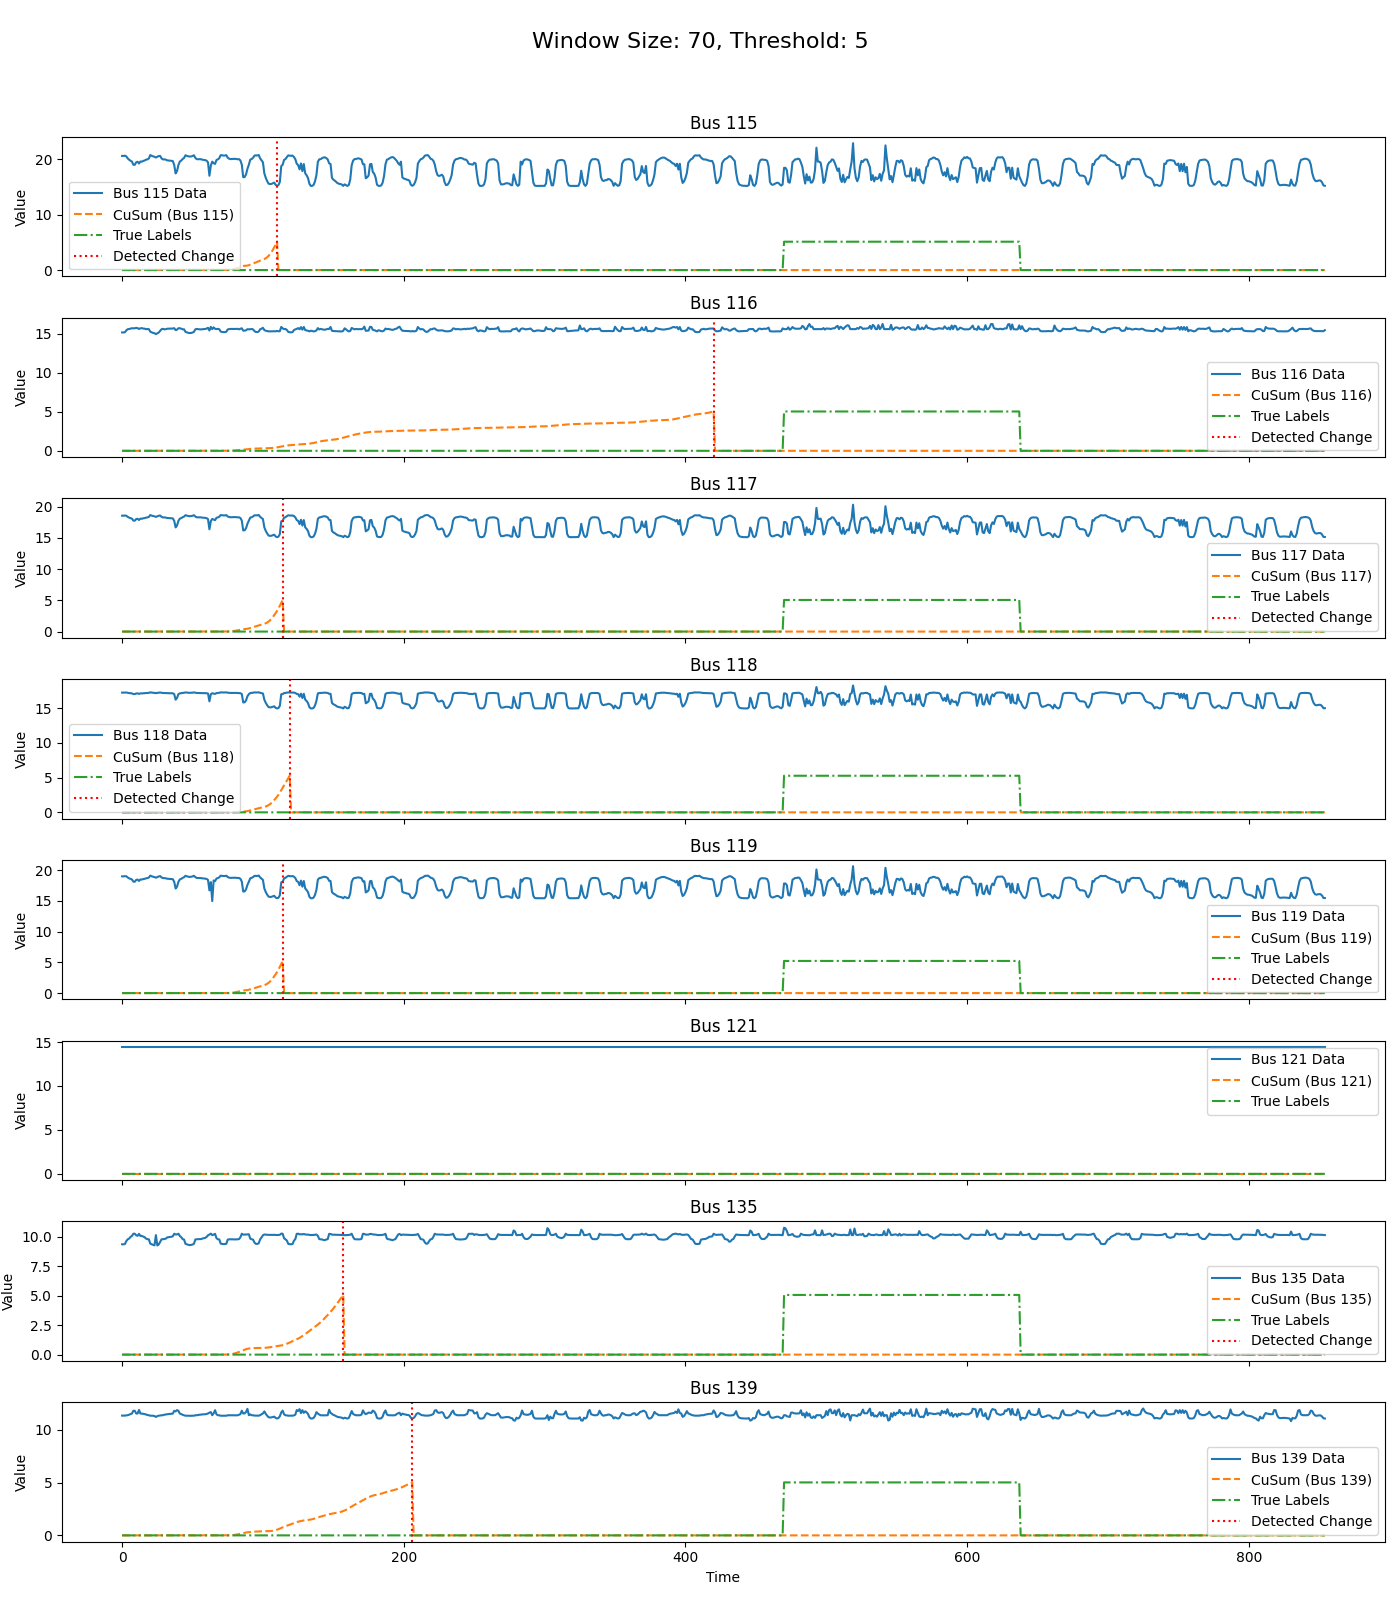 Window Size: 70, Threshold: 5
Bus 115
Value
20
10
0
Bus 115 Data
CuSum (Bus 115)
True Labels
Detected Change
Bus 116
Value
15
10
5
0
Bus 116 Data
CuSum (Bus 116)
True Labels
Detected Change
Bus 117
Value
20
15
10
5
0
Bus 117 Data
CuSum (Bus 117)
True Labels
Detected Change
Bus 118
Value
15
10
5
0
Bus 118 Data
CuSum (Bus 118)
True Labels
Detected Change
Bus 119
Value
20
15
10
5
0
Bus 119 Data
CuSum (Bus 119)
True Labels
Detected Change
Bus 121
Value
15
10
5
0
Bus 121 Data
CuSum (Bus 121)
True Labels
Bus 135
Value
10.0
7.5
5.0
2.5
0.0
Bus 135 Data
CuSum (Bus 135)
True Labels
Detected Change
Bus 139
Value
10
5
0
Bus 139 Data
CuSum (Bus 139)
True Labels
Detected Change
0 200 400 600 800
Time